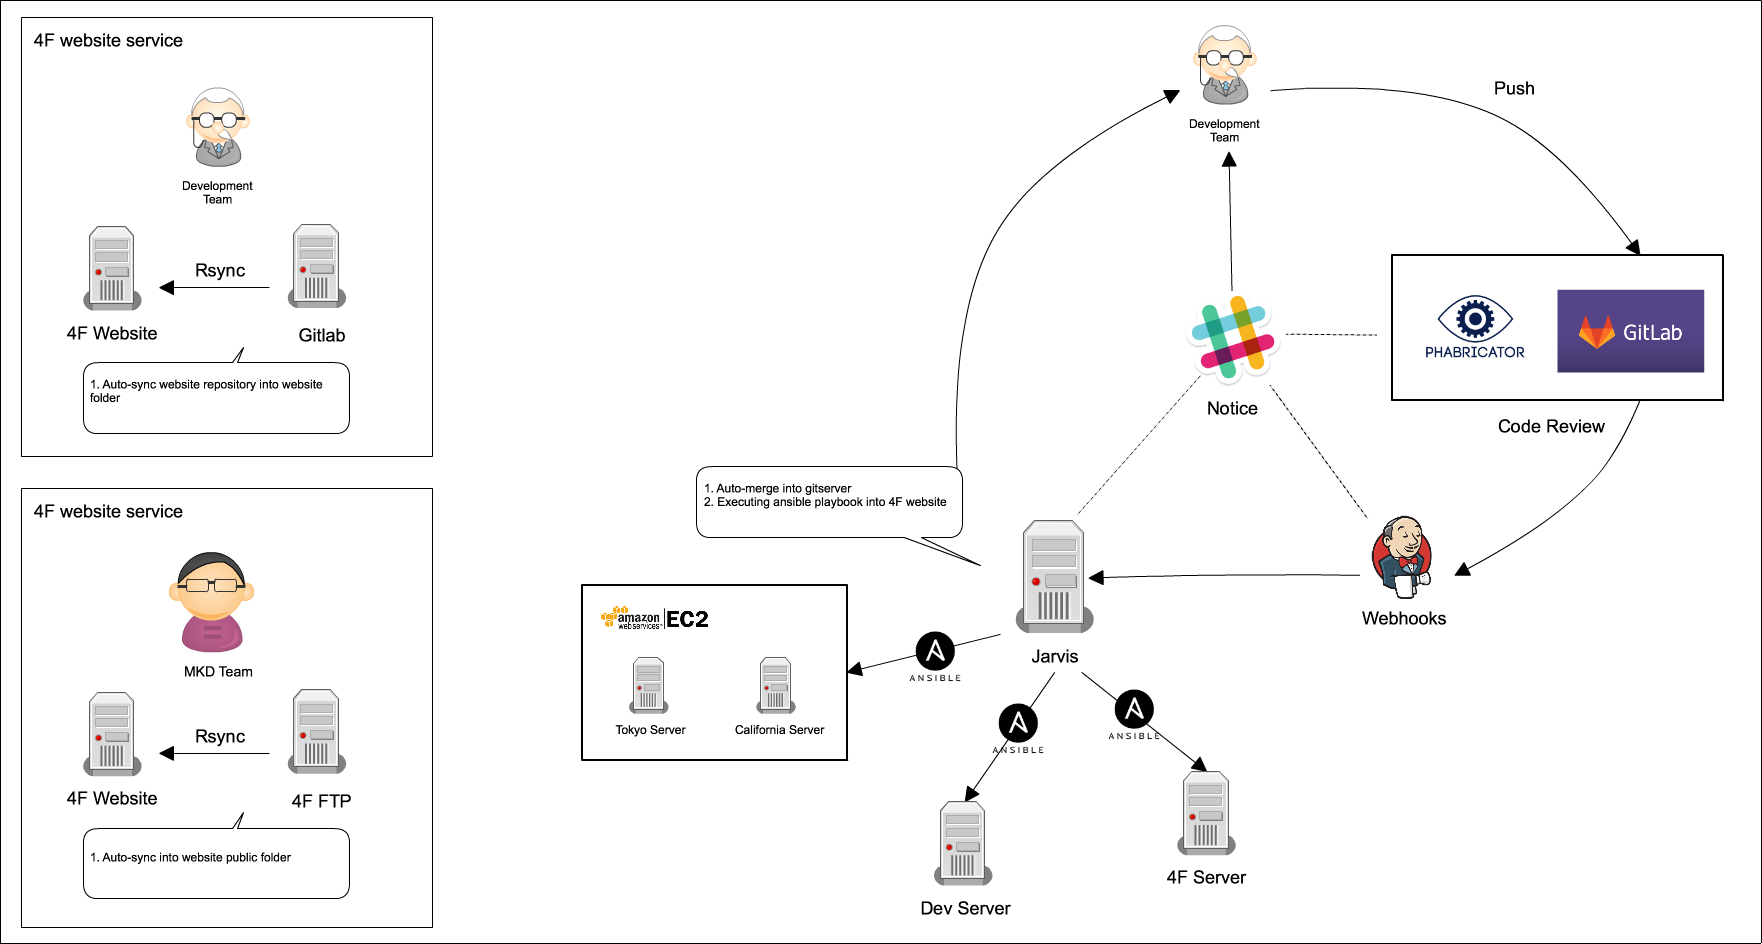 4F website service
Development
Team
Rsync
4F Website
Gitlab
1. Auto-sync website repository into website
folder
4F website service
MKD Team
Rsync
4F Website
4F FTP
1. Auto-sync into website public folder
Development
Team
Push
PHABRICATOR
GitLab
Code Review
Notice
1. Auto-merge into gitserver
2. Executing ansible playbook into 4F website
Webhooks
Jarvis
amazon
webservices™
EC2
Tokyo Server
California Server
ANSIBLE
ANSIBLE
ANSIBLE
Dev Server
4F Server